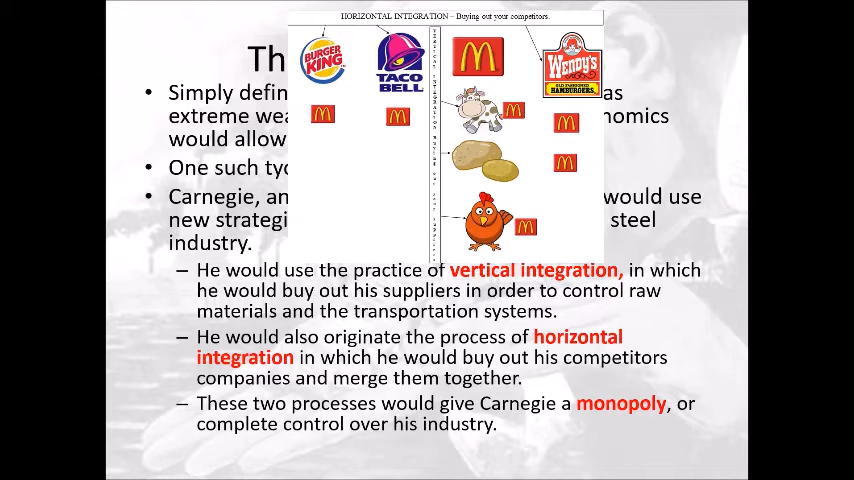 HORIZONTAL INTEGRATION – Buying out your competitors.
Th
BURGER KING
TACO BELL
WENDY'S
OLD FASHIONED
HAMBURGERS.
• Simply defin as
extreme wea nomics
would allow
• One such tyc
• Carnegie, an would use
new strategi steel
industry.
VERTICAL INTEGRATION
– He would use the practice of vertical integration, in which
he would buy out his suppliers in order to control raw
materials and the transportation systems.
– He would also originate the process of horizontal
integration in which he would buy out his competitors
companies and merge them together.
– These two processes would give Carnegie a monopoly, or
complete control over his industry.